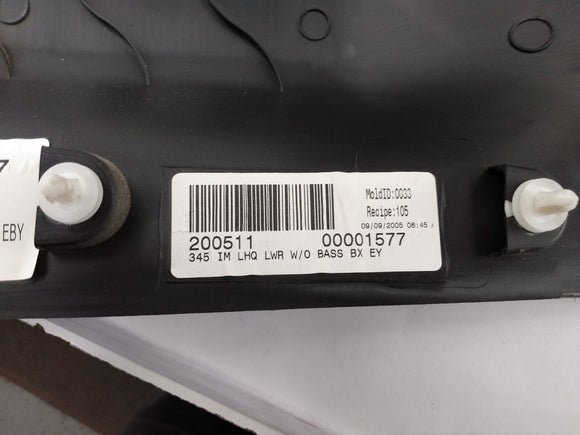 7
EBY
MoldID:0033
Recipe:105
09/09/2005 06:45
200511 00001577
345 IM LHQ LWR W/O BASS BX EY